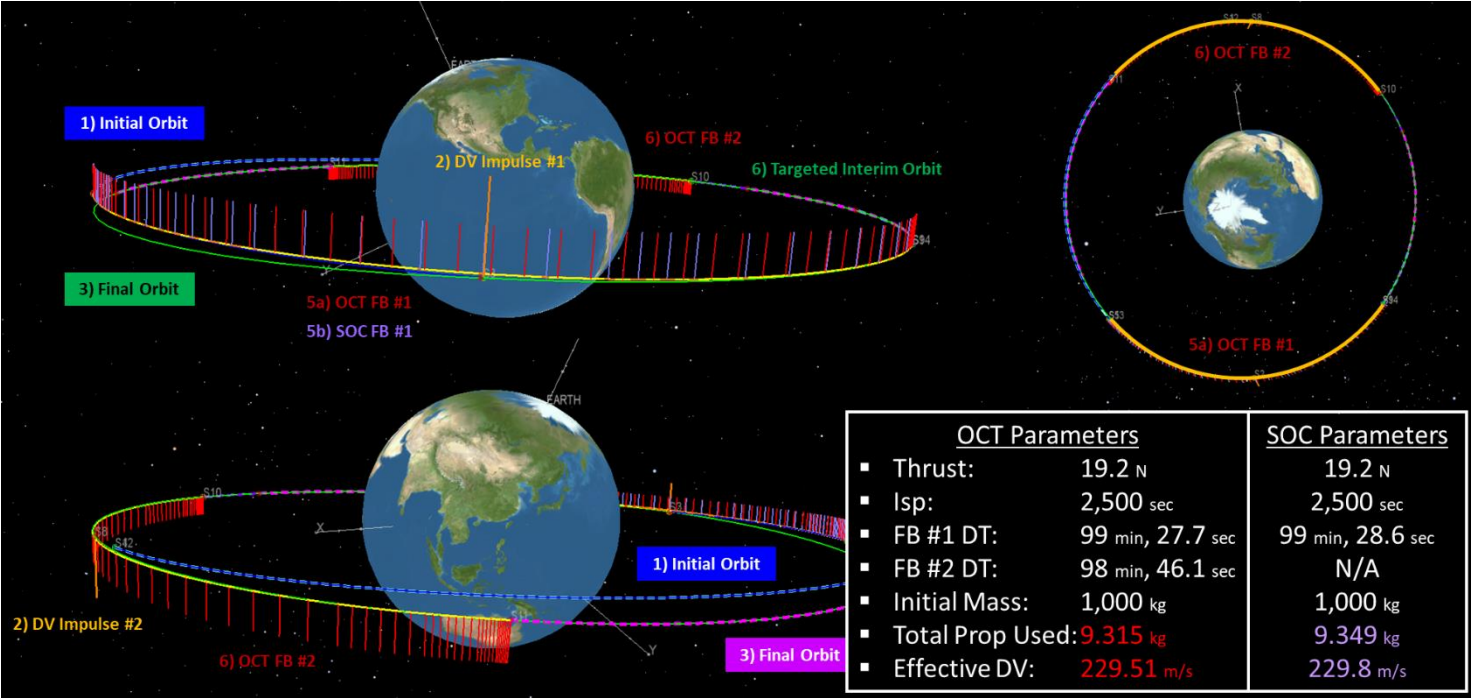 EARTH
1) Initial Orbit
2) DV Impulse #1
6) OCT FB #2
6) Targeted Interim Orbit
S11
S10
S94
3) Final Orbit
Y
5a) OCT FB #1
5b) SOC FB #1
S8
6) OCT FB #2
S11
S10
X
Y
Z
S94
5a) OCT FB #1
S2
EARTH
S10
S8
X
1) Initial Orbit
2) DV Impulse #2
6) OCT FB #2
Y
3) Final Orbit
OCT Parameters SOC Parameters
▪ Thrust: 19.2 N 19.2 N
▪ Isp: 2,500 sec 2,500 sec
▪ FB #1 DT: 99 min, 27.7 sec 99 min, 28.6 sec
▪ FB #2 DT: 98 min, 46.1 sec N/A
▪ Initial Mass: 1,000 kg 1,000 kg
▪ Total Prop Used: 9.315 kg 9.349 kg
▪ Effective DV: 229.51 m/s 229.8 m/s